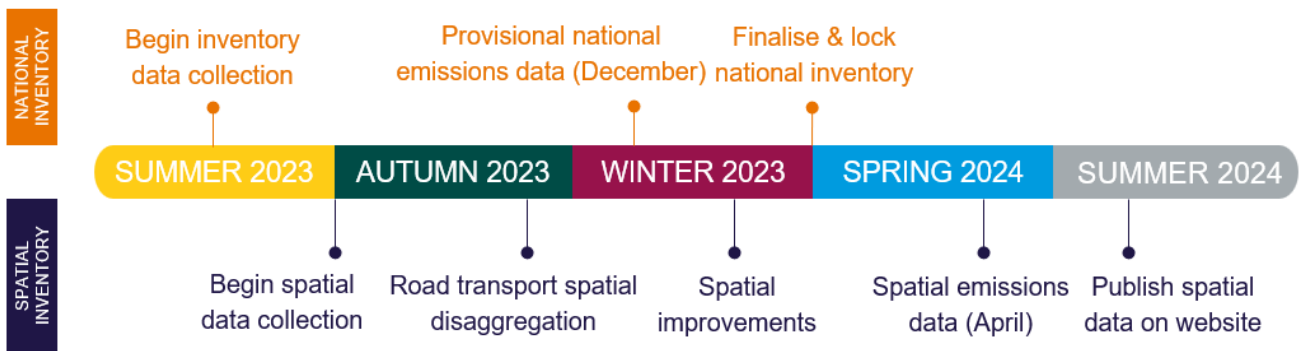 NATIONAL
INVENTORY
Begin inventory
data collection
Provisional national
emissions data (December)
Finalise & lock
national inventory
SUMMER 2023
AUTUMN 2023
WINTER 2023
SPRING 2024
SUMMER 2024
SPATIAL
INVENTORY
Begin spatial
data collection
Road transport spatial
disaggregation
Spatial
improvements
Spatial emissions
data (April)
Publish spatial
data on website